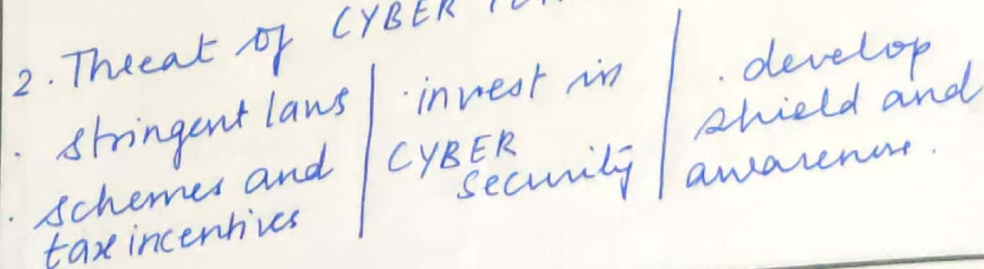 2. Threat of CYBER
· stringent laws
· schemes and
tax incentives
· invest in
CYBER
security
· develop
shield and
awareness.